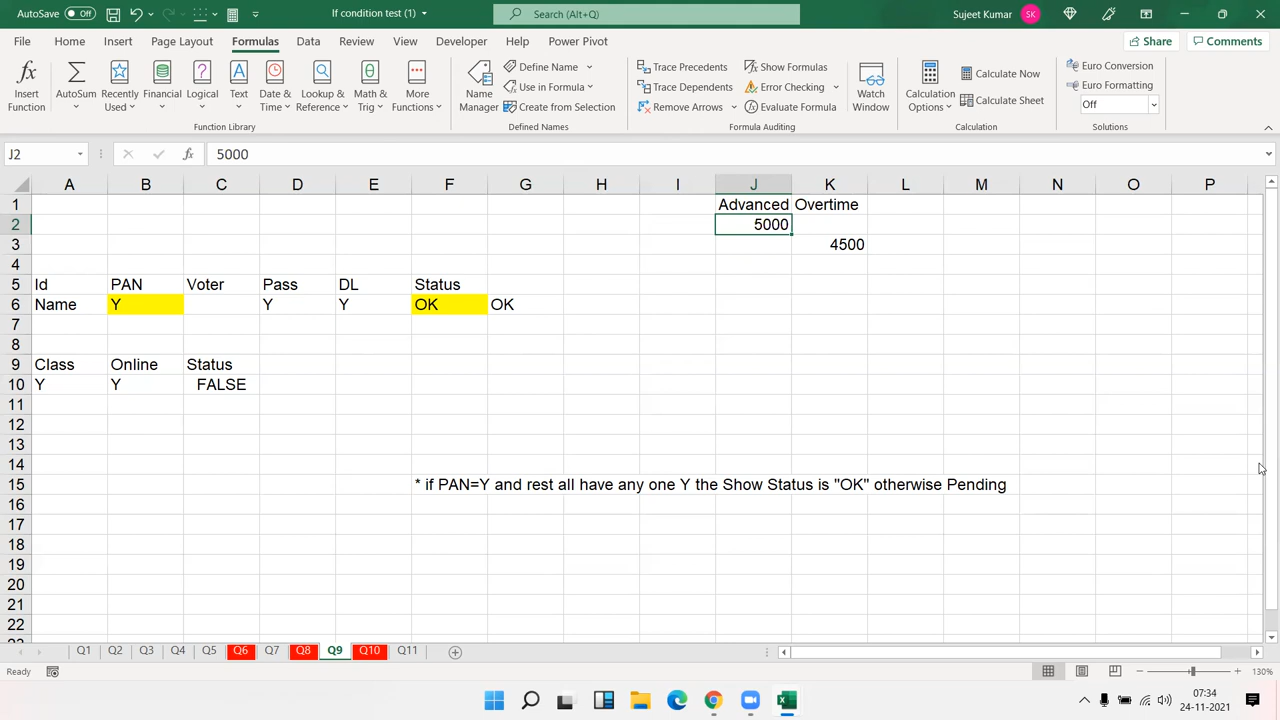 AutoSave Off If condition test (1) Search (Alt+Q) Sujeet Kumar SK
File Home Insert Page Layout Formulas Data Review View Developer Help Power Pivot Share Comments
Insert Function AutoSum Recently Used Financial Logical Text Date & Time Lookup & Reference Math & Trig More Functions
Function Library
Name Manager Define Name Use in Formula Create from Selection
Defined Names
Trace Precedents Trace Dependents Remove Arrows Show Formulas Error Checking Evaluate Formula
Formula Auditing
Watch Window
Calculation Options Calculate Now Calculate Sheet
Calculation
Euro Conversion Euro Formatting Off
Solutions
J2 fx 5000
A B C D E F G H I J K L M N O P
1 Advanced Overtime
2 5000
3 4500
4
5 Id PAN Voter Pass DL Status
6 Name Y Y Y OK OK
7
8
9 Class Online Status
10 Y Y FALSE
11
12
13
14
15 * if PAN=Y and rest all have any one Y the Show Status is "OK" otherwise Pending
16
17
18
19
20
21
22
23
Q1 Q2 Q3 Q4 Q5 Q6 Q7 Q8 Q9 Q10 Q11
Ready 130%
07:34
24-11-2021